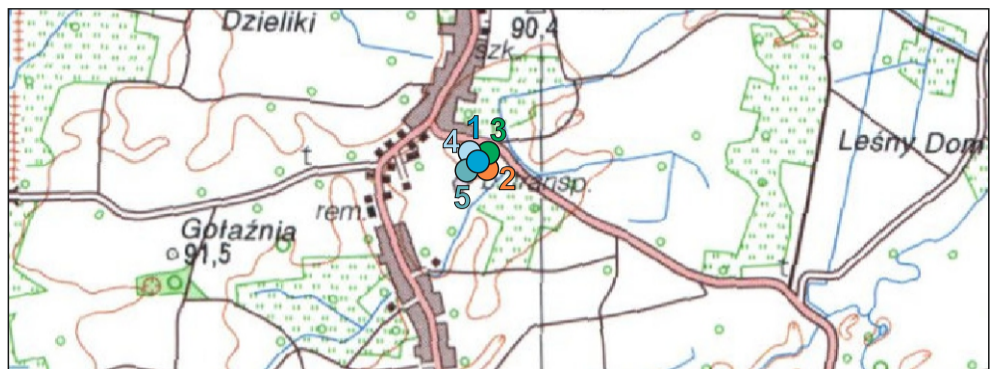 Dzieliki
90,4
szk.
1
3
4
Leśny Dom
t
transp.
2
5
rem.
Gołaźnia
91,5
t